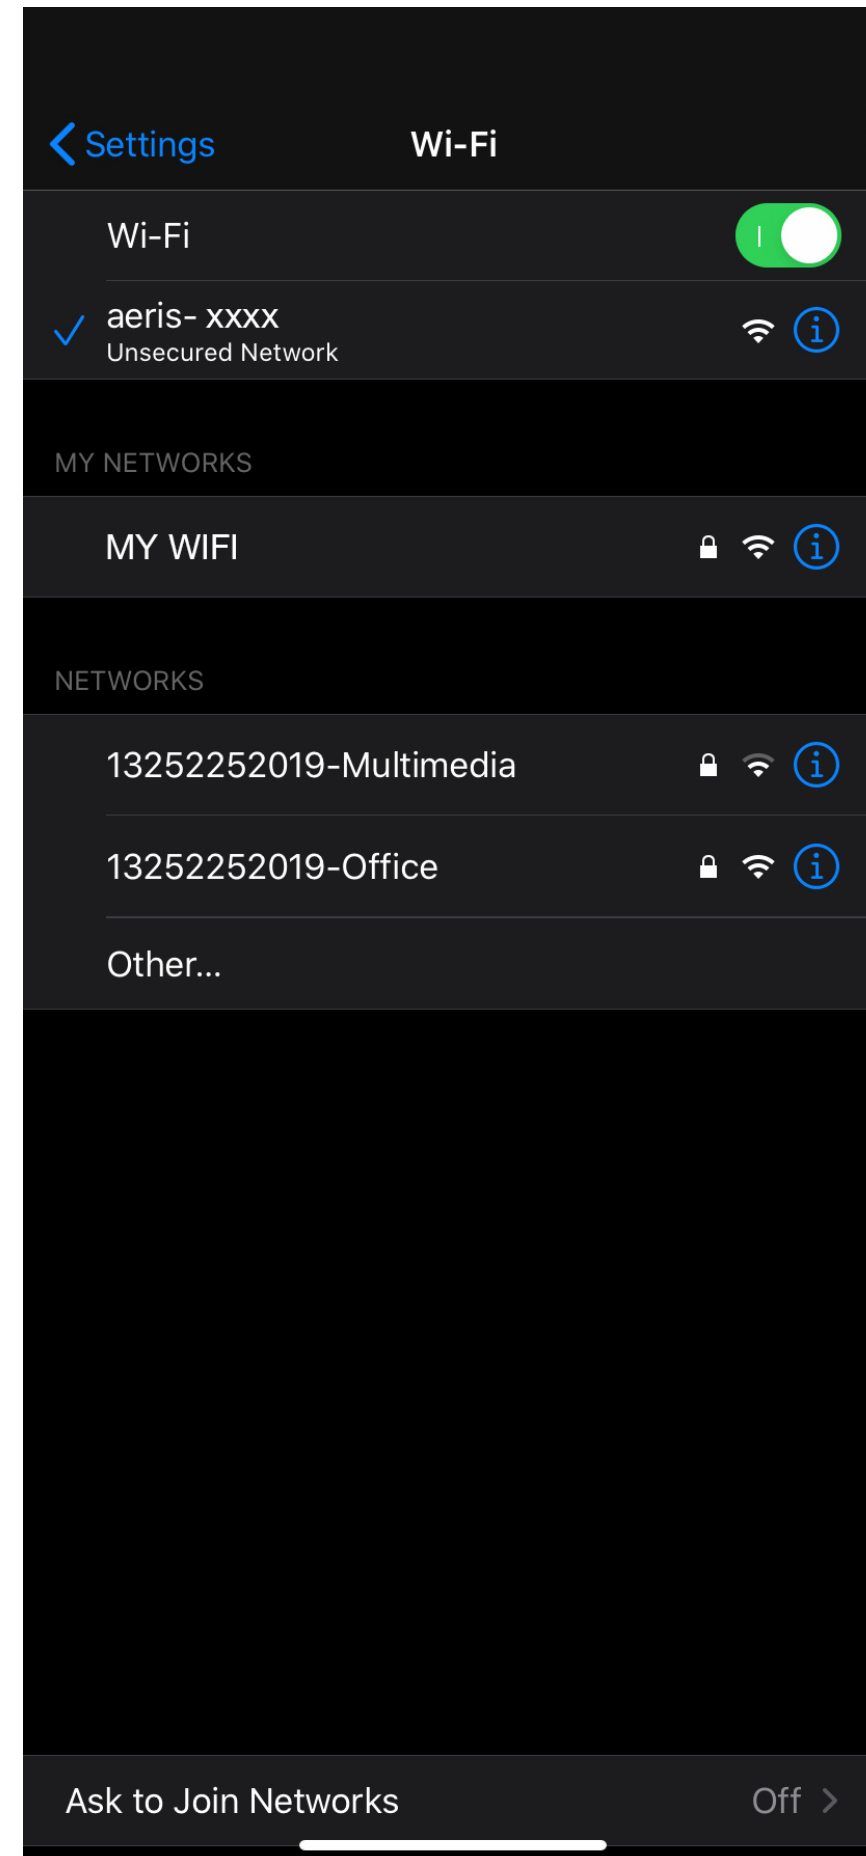 Settings
Wi-Fi
Wi-Fi
aeris- xxxx
Unsecured Network
MY NETWORKS
MY WIFI
NETWORKS
13252252019-Multimedia
13252252019-Office
Other...
Ask to Join Networks Off